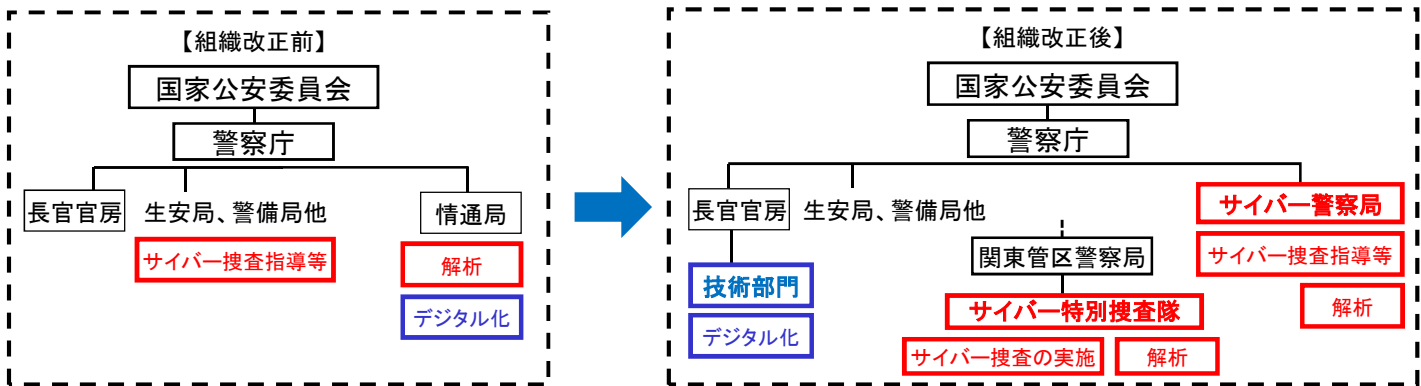 【組織改正前】
国家公安委員会
警察庁
長官官房
生安局、警備局他
情通局
サイバー捜査指導等
解析
デジタル化
【組織改正後】
国家公安委員会
警察庁
長官官房
生安局、警備局他
サイバー警察局
技術部門
関東管区警察局
サイバー捜査指導等
デジタル化
サイバー特別捜査隊
解析
サイバー捜査の実施
解析